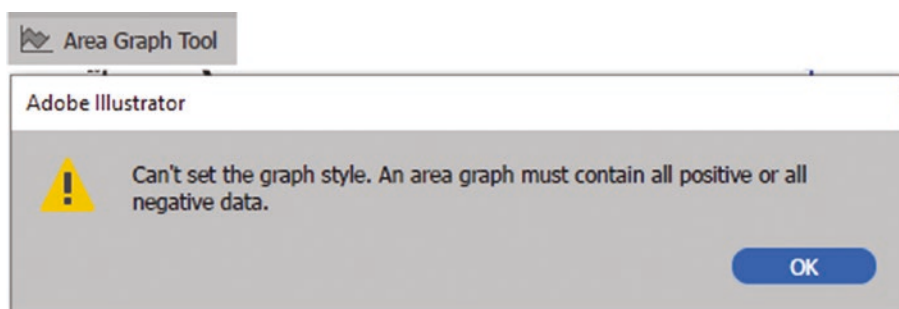 Area Graph Tool
Adobe Illustrator
Can't set the graph style. An area graph must contain all positive or all
negative data.
OK